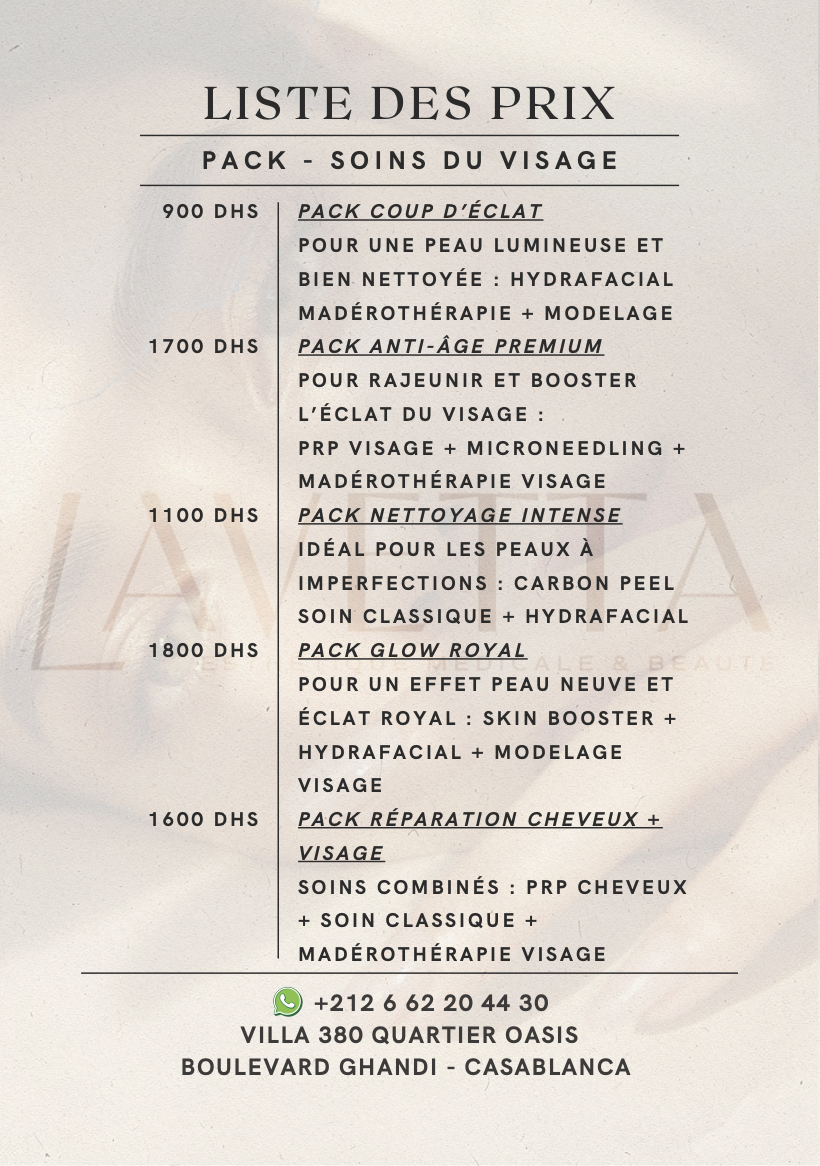 LISTE DES PRIX
PACK - SOINS DU VISAGE
900 DHS PACK COUP D'ÉCLAT
POUR UNE PEAU LUMINEUSE ET
BIEN NETTOYÉE : HYDRAFACIAL
MADÉROTHÉRAPIE + MODELAGE
1700 DHS PACK ANTI-ÂGE PREMIUM
POUR RAJEUNIR ET BOOSTER
L'ÉCLAT DU VISAGE :
PRP VISAGE + MICRONEEDLING +
MADÉROTHÉRAPIE VISAGE
1100 DHS PACK NETTOYAGE INTENSE
IDÉAL POUR LES PEAUX À
IMPERFECTIONS : CARBON PEEL
SOIN CLASSIQUE + HYDRAFACIAL
LAVETTA
1800 DHS PACK GLOW ROYAL
MEDICALE & BEAUTE
POUR UN EFFET PEAU NEUVE ET
ÉCLAT ROYAL : SKIN BOOSTER +
HYDRAFACIAL + MODELAGE
VISAGE
1600 DHS PACK RÉPARATION CHEVEUX +
VISAGE
SOINS COMBINÉS : PRP CHEVEUX
+ SOIN CLASSIQUE +
MADÉROTHÉRAPIE VISAGE
+212 6 62 20 44 30
VILLA 380 QUARTIER OASIS
BOULEVARD GHANDI - CASABLANCA